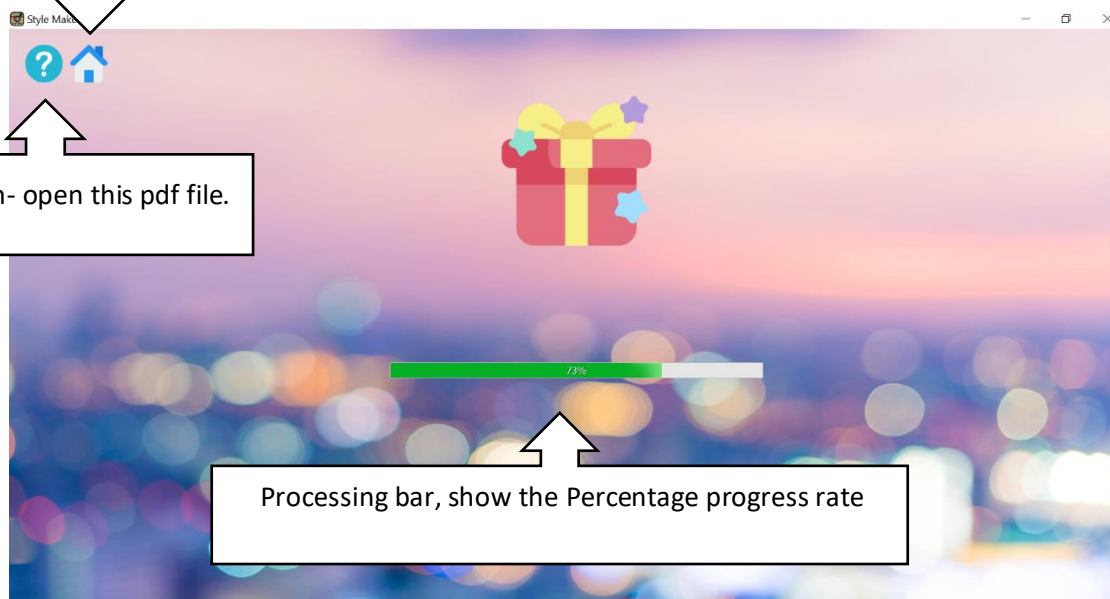 Style Make
?
- open this pdf file.
73%
Processing bar, show the Percentage progress rate